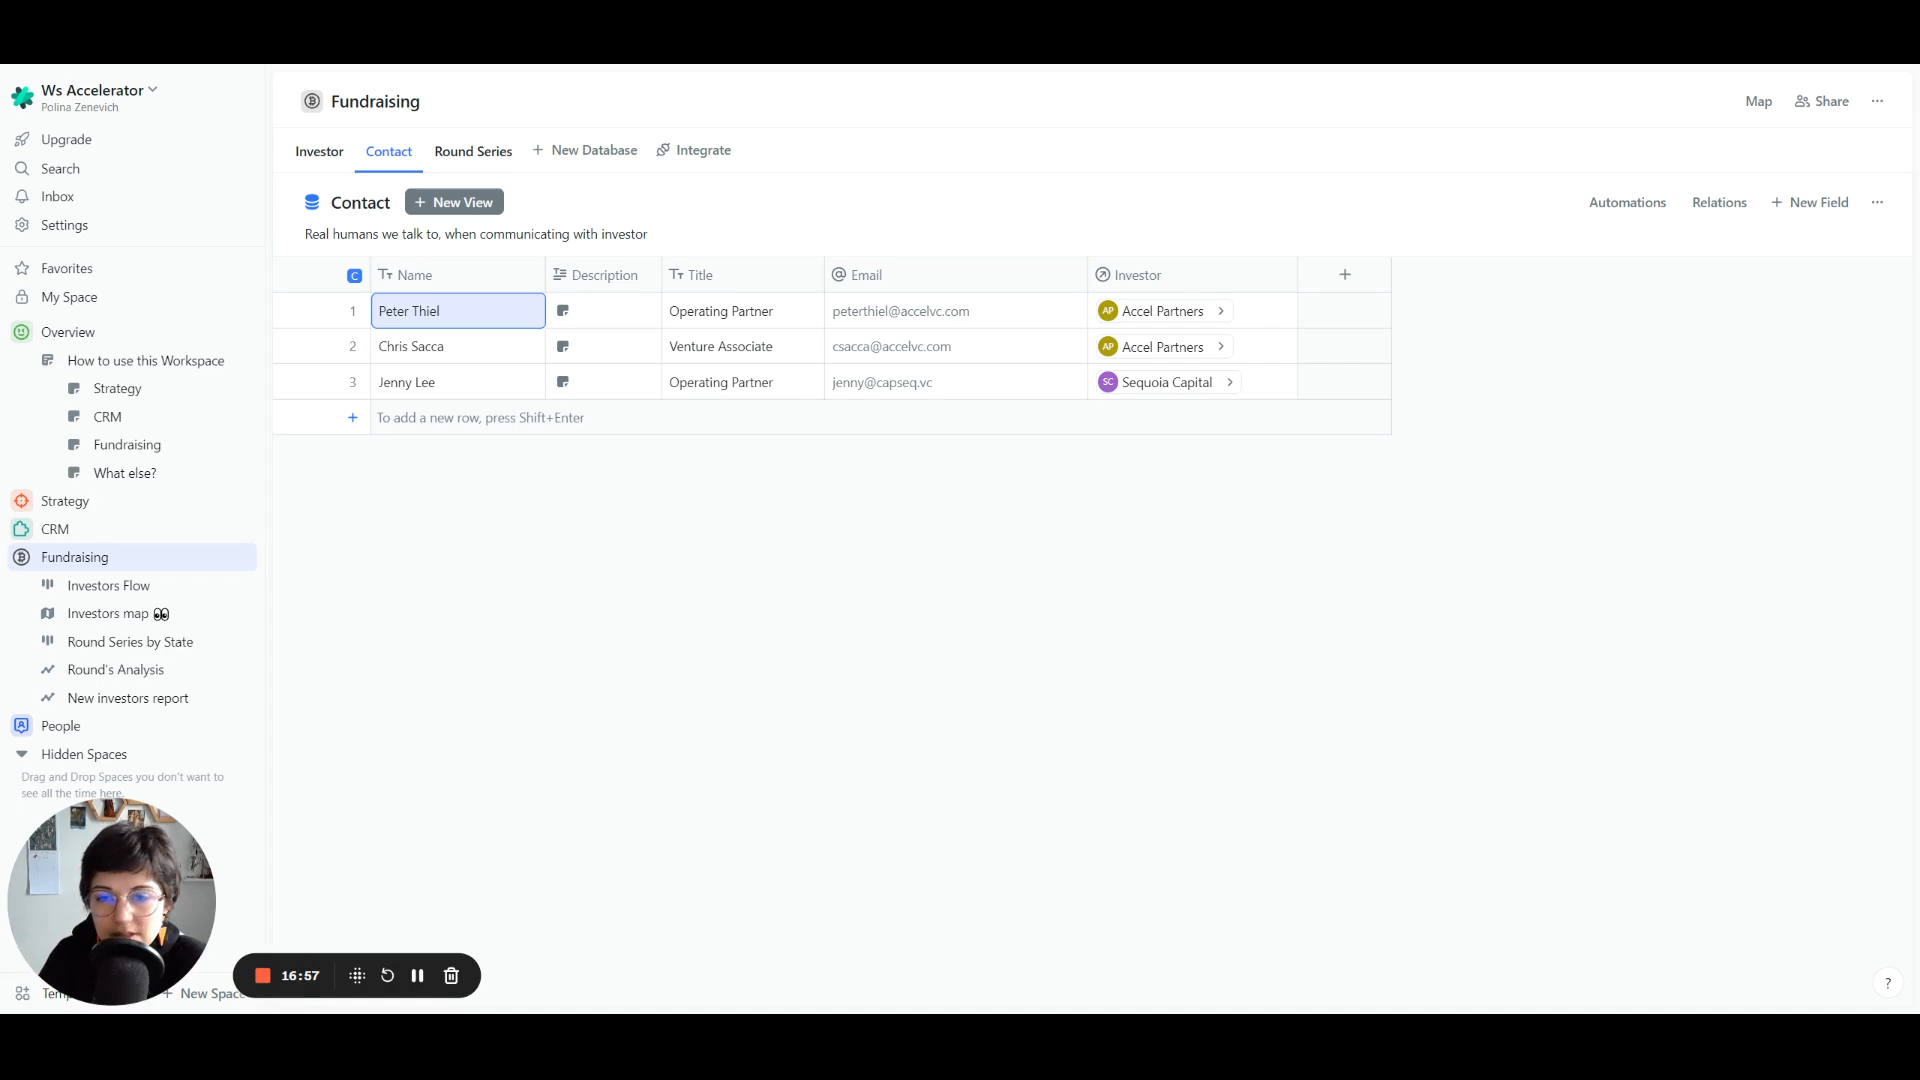 Ws Accelerator
Polina Zenevich
Upgrade
Search
Inbox
Settings
Favorites
My Space
Overview
How to use this Workspace
Strategy
CRM
Fundraising
What else?
Strategy
CRM
Fundraising
Investors Flow
Investors map 👀
Round Series by State
Round's Analysis
New investors report
People
Hidden Spaces
Drag and Drop Spaces you don't want to
see all the time here.
+ New Space
16:57
Fundraising
Map
Share
Investor
Contact
Round Series
+ New Database
Integrate
Contact
+ New View
Automations
Relations
+ New Field
Real humans we talk to, when communicating with investor
C Tт Name Description Tт Title @ Email Investor +
1 Peter Thiel Operating Partner peterthiel@accelvc.com AP Accel Partners >
2 Chris Sacca Venture Associate csacca@accelvc.com AP Accel Partners >
3 Jenny Lee Operating Partner jenny@capseq.vc SC Sequoia Capital >
+ To add a new row, press Shift+Enter
?